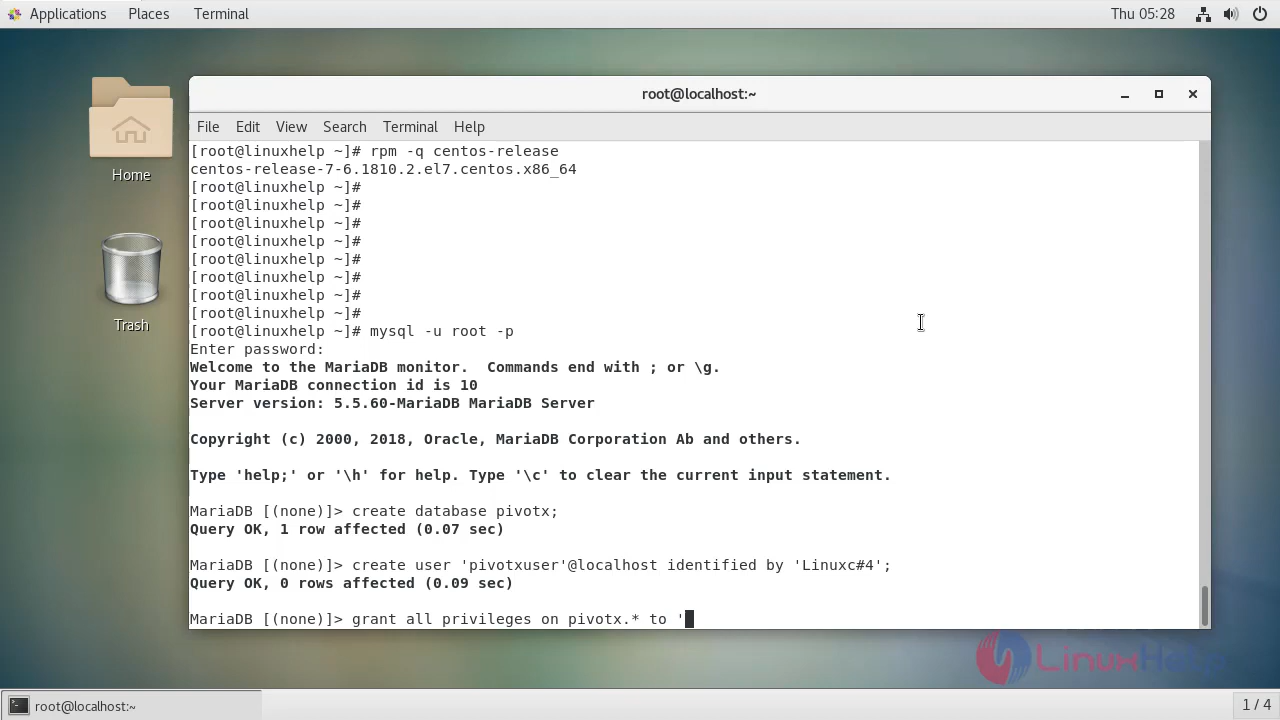 Applications Places Terminal Thu 05:28
Home
Trash
root@localhost:~
File Edit View Search Terminal Help
[root@linuxhelp ~]# rpm -q centos-release
centos-release-7-6.1810.2.el7.centos.x86_64
[root@linuxhelp ~]#
[root@linuxhelp ~]#
[root@linuxhelp ~]#
[root@linuxhelp ~]#
[root@linuxhelp ~]#
[root@linuxhelp ~]#
[root@linuxhelp ~]#
[root@linuxhelp ~]#
[root@linuxhelp ~]# mysql -u root -p
Enter password:
Welcome to the MariaDB monitor.  Commands end with ; or \g.
Your MariaDB connection id is 10
Server version: 5.5.60-MariaDB MariaDB Server
Copyright (c) 2000, 2018, Oracle, MariaDB Corporation Ab and others.
Type 'help;' or '\h' for help. Type '\c' to clear the current input statement.
MariaDB [(none)]> create database pivotx;
Query OK, 1 row affected (0.07 sec)
MariaDB [(none)]> create user 'pivotxuser'@localhost identified by 'Linuxc#4';
Query OK, 0 rows affected (0.09 sec)
MariaDB [(none)]> grant all privileges on pivotx.* to '
LinuxHelp
root@localhost:~ 1 / 4